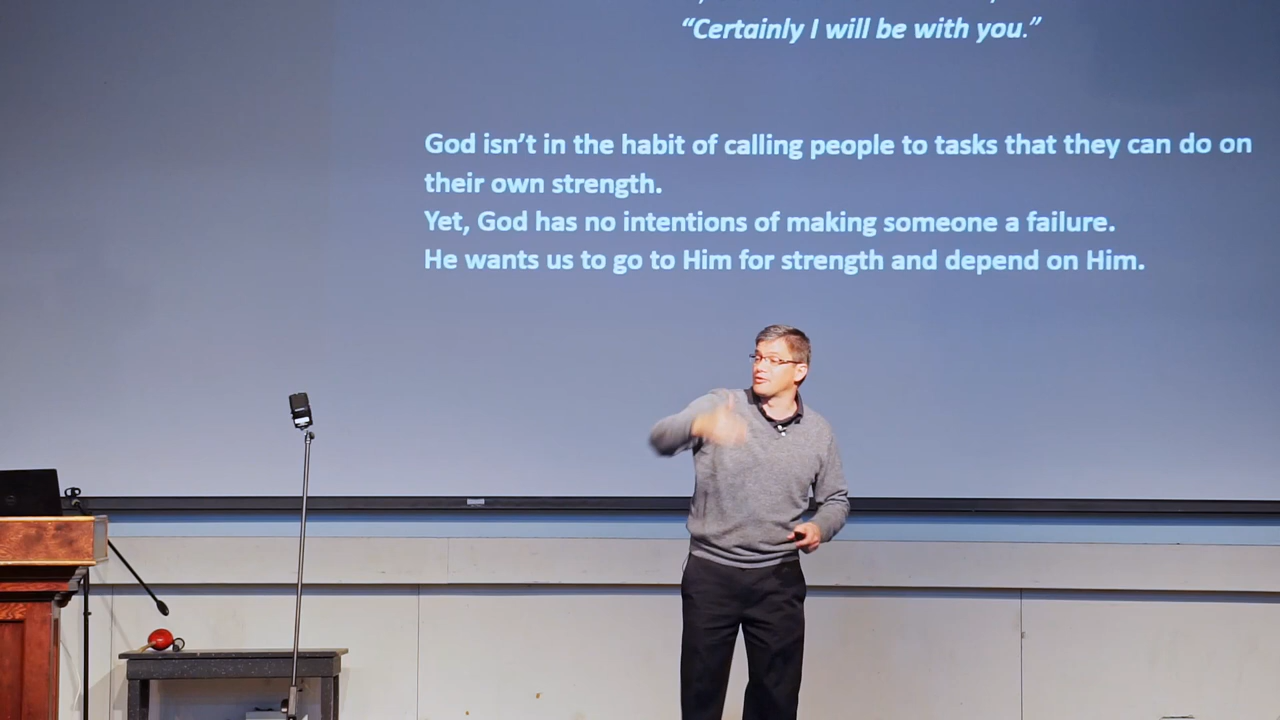 “Certainly I will be with you.”
God isn’t in the habit of calling people to tasks that they can do on
their own strength.
Yet, God has no intentions of making someone a failure.
He wants us to go to Him for strength and depend on Him.